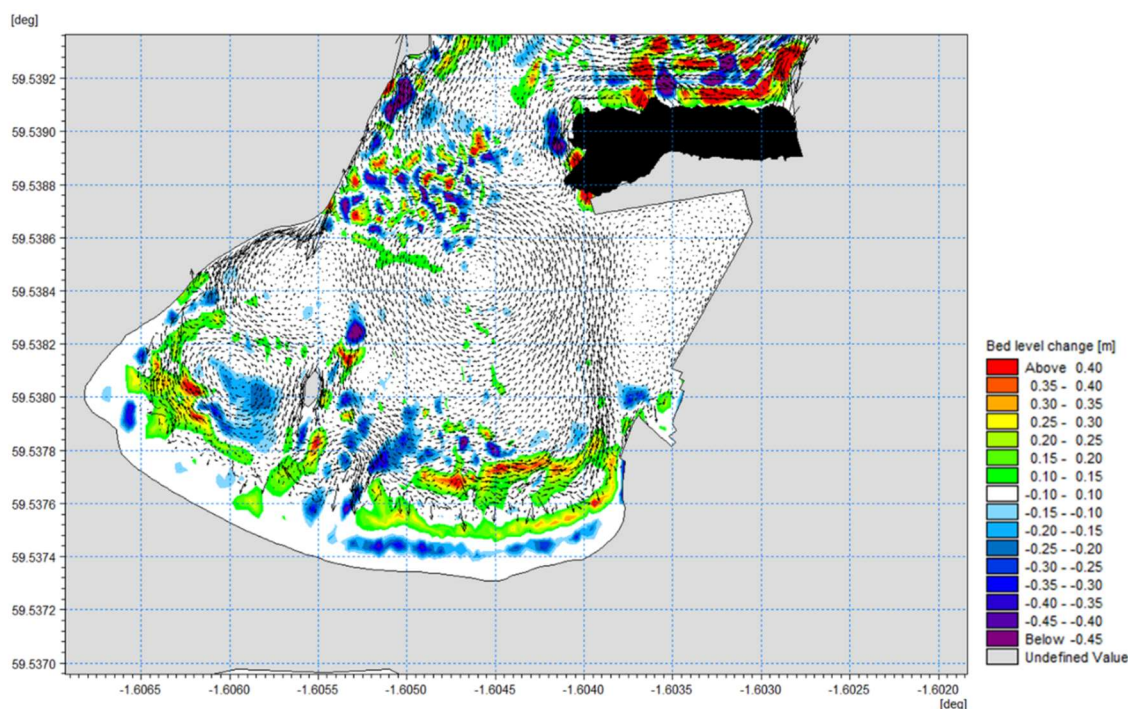 [deg]
59.5392
59.5390
59.5388
59.5386
59.5384
59.5382
59.5380
59.5378
59.5376
59.5374
59.5372
59.5370
-1.6065 -1.6060 -1.6055 -1.6050 -1.6045 -1.6040 -1.6035 -1.6030 -1.6025 -1.6020
[deg]
Bed level change [m]
Above 0.40
0.35 - 0.40
0.30 - 0.35
0.25 - 0.30
0.20 - 0.25
0.15 - 0.20
0.10 - 0.15
-0.10 - 0.10
-0.15 - -0.10
-0.20 - -0.15
-0.25 - -0.20
-0.30 - -0.25
-0.35 - -0.30
-0.40 - -0.35
-0.45 - -0.40
Below -0.45
Undefined Value